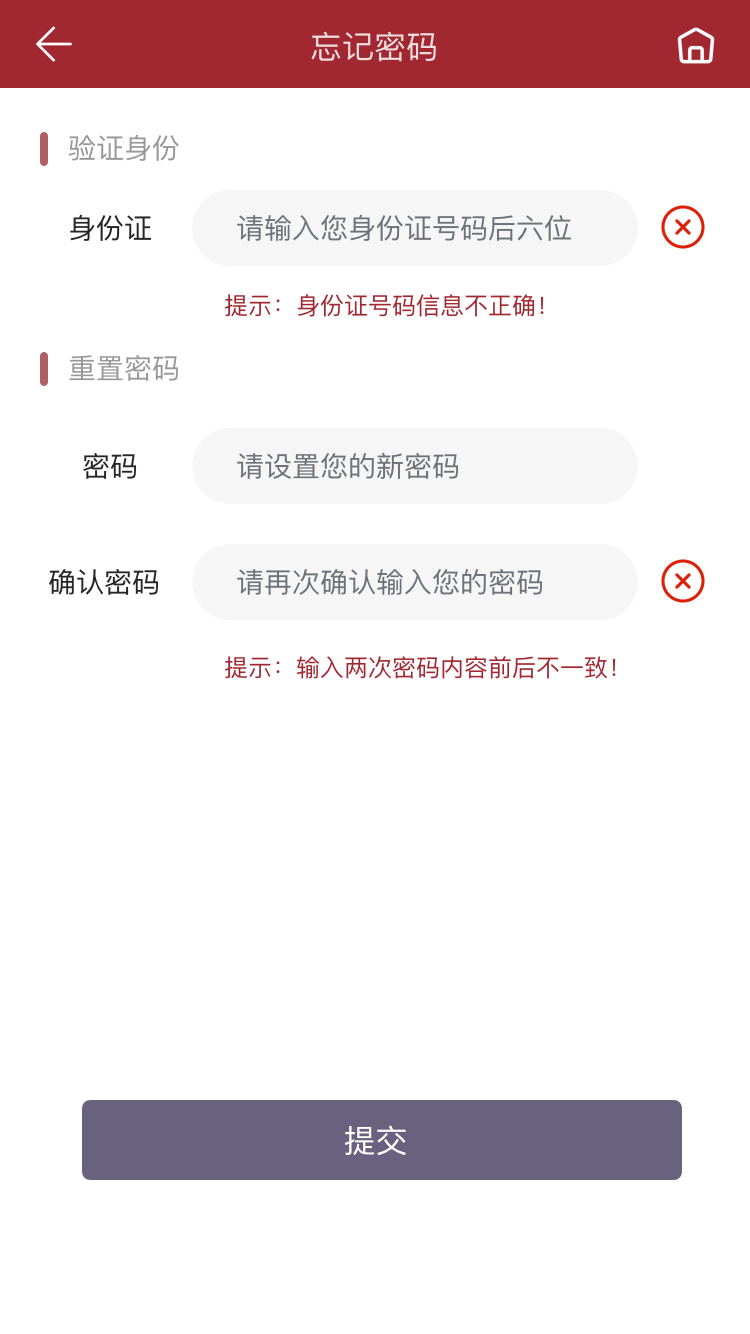 忘记密码
验证身份
身份证 请输入您身份证号码后六位
提示：身份证号码信息不正确！
重置密码
密码 请设置您的新密码
确认密码 请再次确认输入您的密码
提示：输入两次密码内容前后不一致！
提交